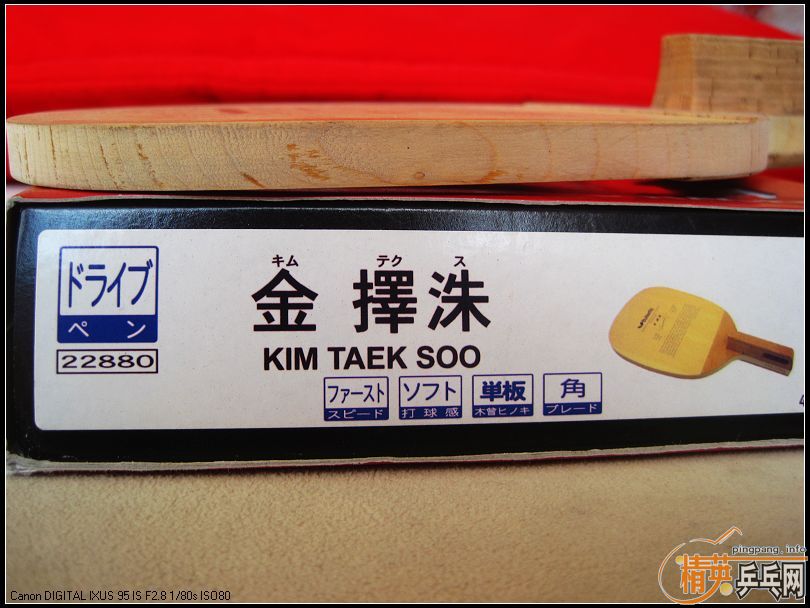 ドライブ
ペン
22880
キム テク ス
金擇洙
KIM TAEK SOO
ファースト
スピード
ソフト
打球感
単板
木曽ヒノキ
角
ブレード
pingpang.info
精英乒乓网
Canon DIGITAL IXUS 95 IS F2.8 1/80s ISO80